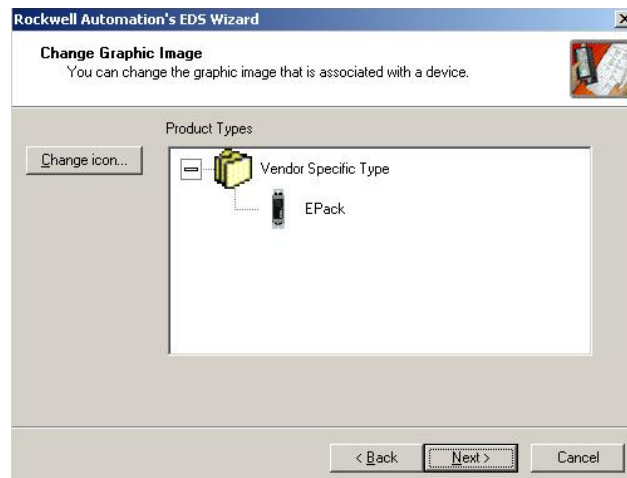 Rockwell Automation's EDS Wizard
Change Graphic Image
You can change the graphic image that is associated with a device.
Product Types
Change icon...
Vendor Specific Type
EPack
< Back
Next >
Cancel